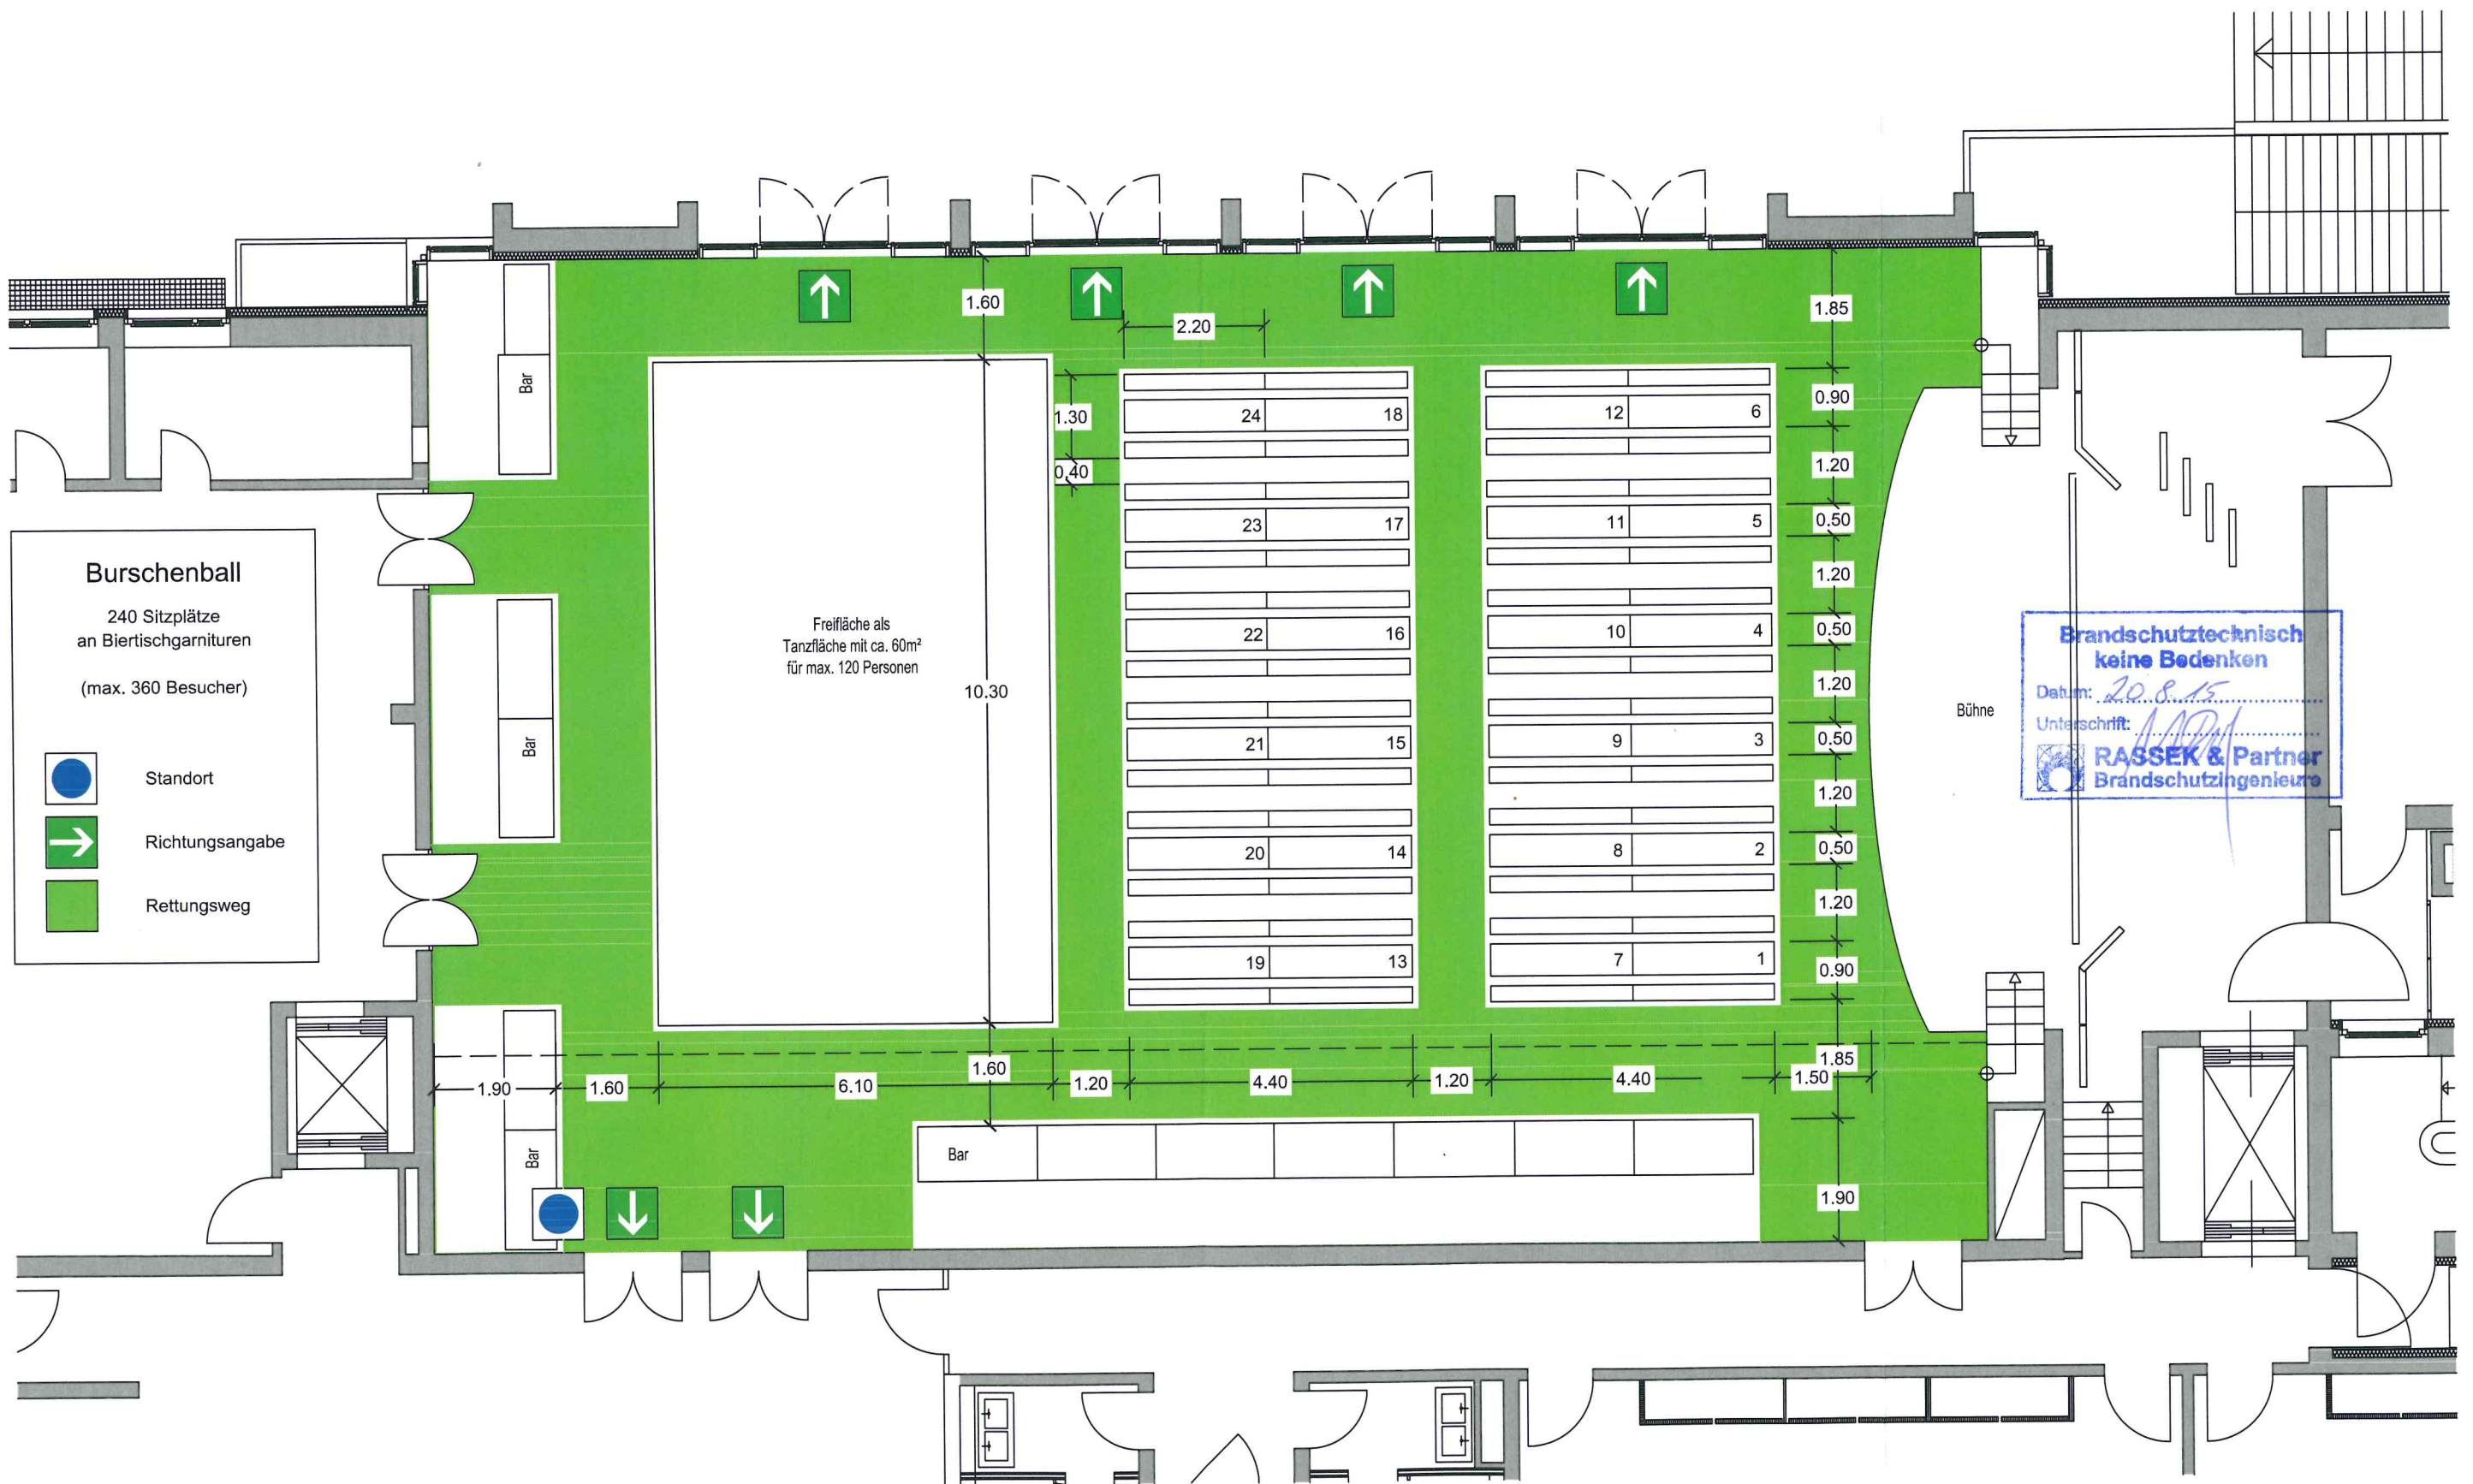 1.60
2.20
1.85
Bar
1.30
0.40
24 18
12 6
0.90
1.20
23 17
11 5
0.50
1.20
22 16
10 4
0.50
1.20
21 15
9 3
0.50
1.20
20 14
8 2
0.50
1.20
19 13
7 1
0.90
Burschenball
240 Sitzplätze
an Biertischgarnituren
(max. 360 Besucher)
Standort
Richtungsangabe
Rettungsweg
Bar
Freifläche als
Tanzfläche mit ca. 60m²
für max. 120 Personen
10.30
Bühne
Brandschutztechnisch
keine Bedenken
Datum: 20.8.15
Unterschrift:
RASSEK & Partner
Brandschutzingenieure
1.90
1.60
6.10
1.60
1.20
4.40
1.20
4.40
1.85
1.50
Bar
Bar
1.90